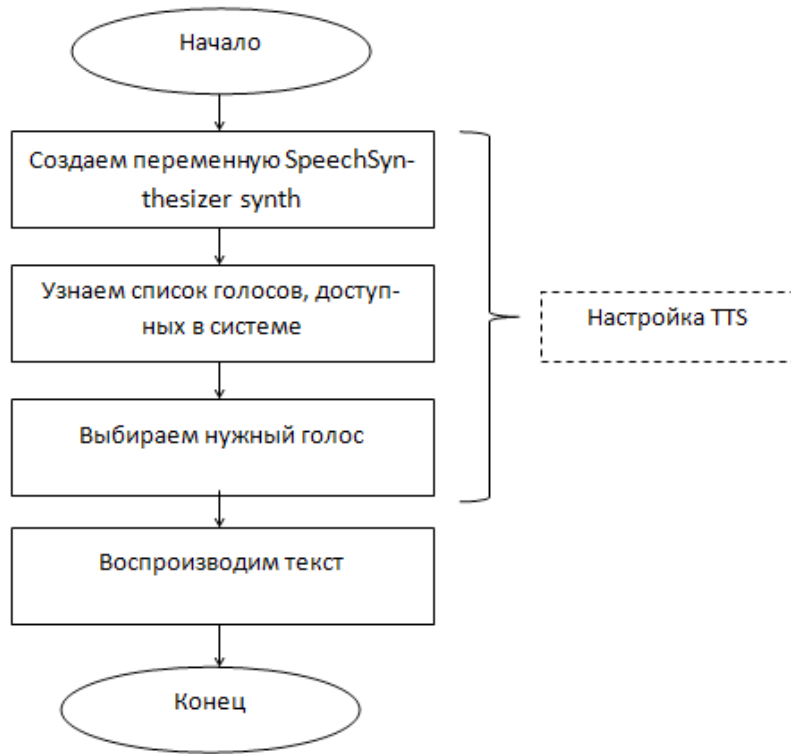 Начало
Создаем переменную SpeechSyn-
thesizer synth
Узнаем список голосов, доступ-
ных в системе
Настройка TTS
Выбираем нужный голос
Воспроизводим текст
Конец